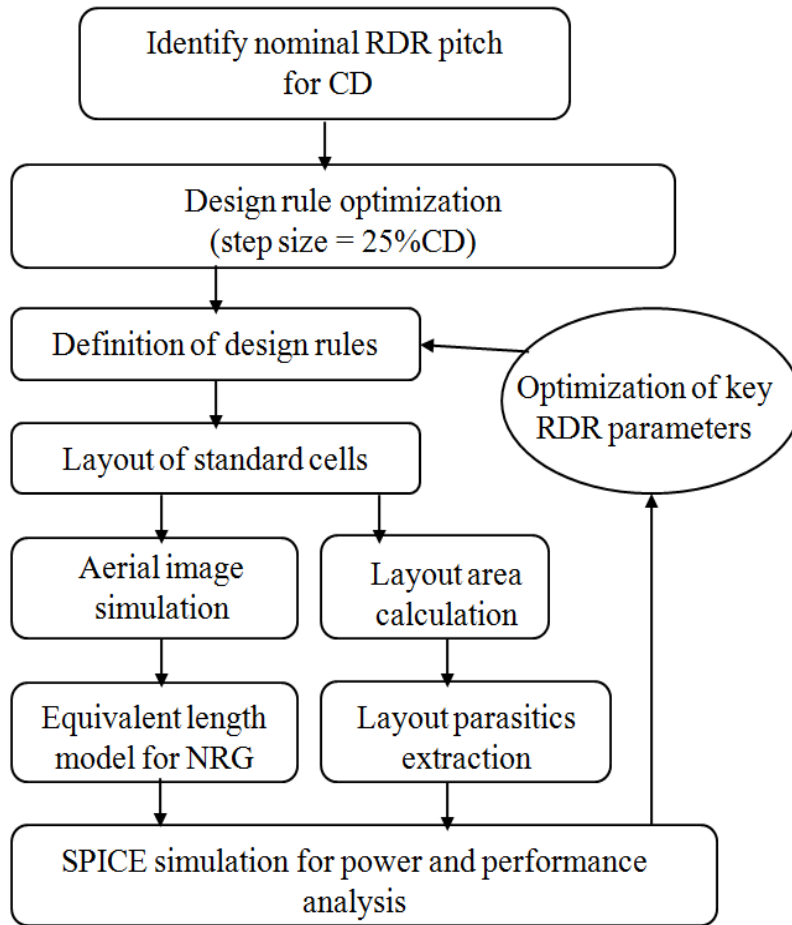 Identify nominal RDR pitch
for CD
Design rule optimization
(step size = 25%CD)
Definition of design rules
Optimization of key
RDR parameters
Layout of standard cells
Aerial image
simulation
Layout area
calculation
Equivalent length
model for NRG
Layout parasitics
extraction
SPICE simulation for power and performance
analysis